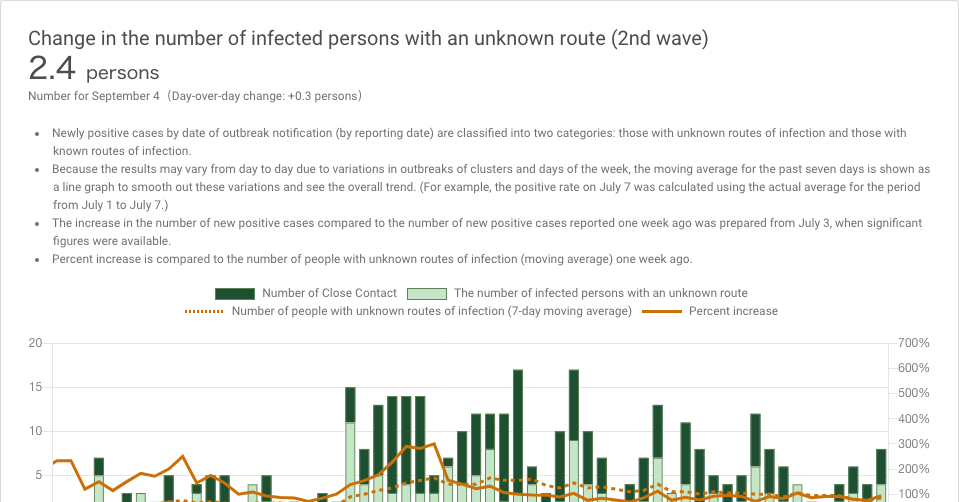 Change in the number of infected persons with an unknown route (2nd wave)
2.4 persons
Number for September 4 （Day-over-day change: +0.3 persons）
• Newly positive cases by date of outbreak notification (by reporting date) are classified into two categories: those with unknown routes of infection and those with
known routes of infection.
• Because the results may vary from day to day due to variations in outbreaks of clusters and days of the week, the moving average for the past seven days is shown as
a line graph to smooth out these variations and see the overall trend. (For example, the positive rate on July 7 was calculated using the actual average for the period
from July 1 to July 7.)
• The increase in the number of new positive cases compared to the number of new positive cases reported one week ago was prepared from July 3, when significant
figures were available.
• Percent increase is compared to the number of people with unknown routes of infection (moving average) one week ago.
Number of Close Contact The number of infected persons with an unknown route
Number of people with unknown routes of infection (7-day moving average) Percent increase
20 700%
600%
15 500%
400%
10 300%
200%
5 100%